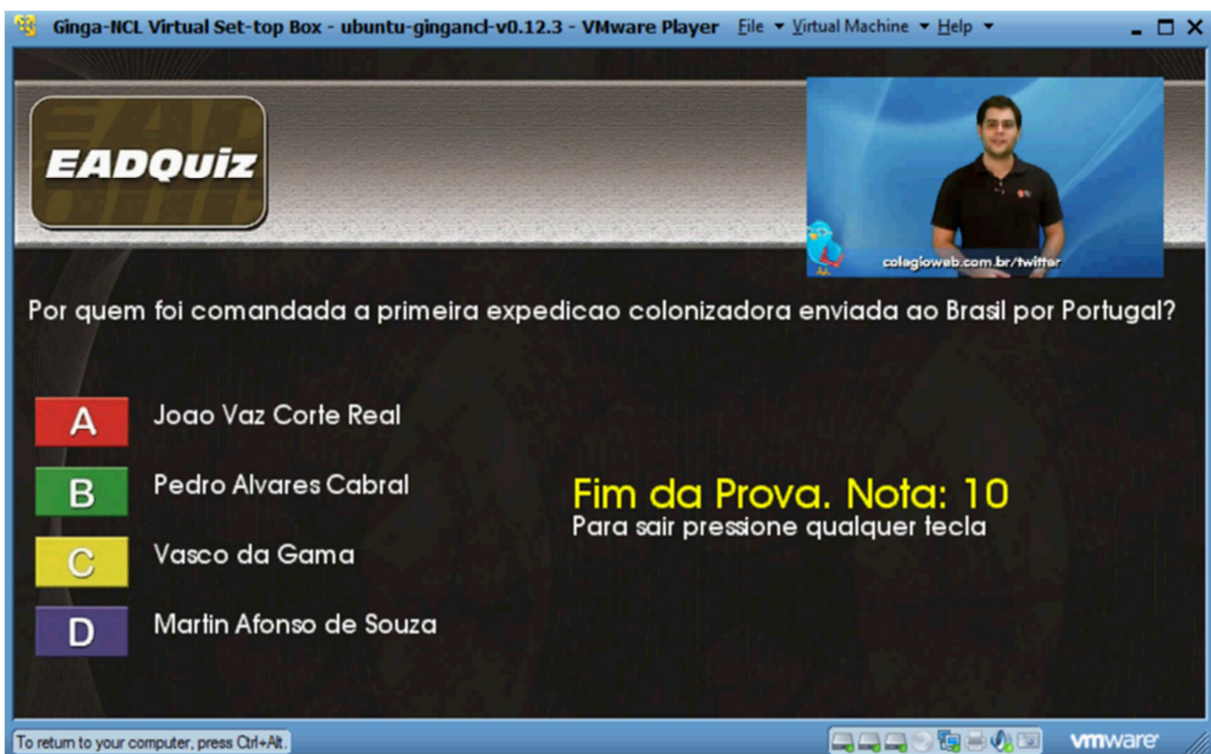 Ginga-NCL Virtual Set-top Box - ubuntu-gingancl-v0.12.3 - VMware Player File Virtual Machine Help
EADQuiz
colegioweb.com.br/twitter
Por quem foi comandada a primeira expedicao colonizadora enviada ao Brasil por Portugal?
A Joao Vaz Corte Real
B Pedro Alvares Cabral
C Vasco da Gama
D Martin Afonso de Souza
Fim da Prova. Nota: 10
Para sair pressione qualquer tecla
To return to your computer, press Ctrl+Alt.
vmware